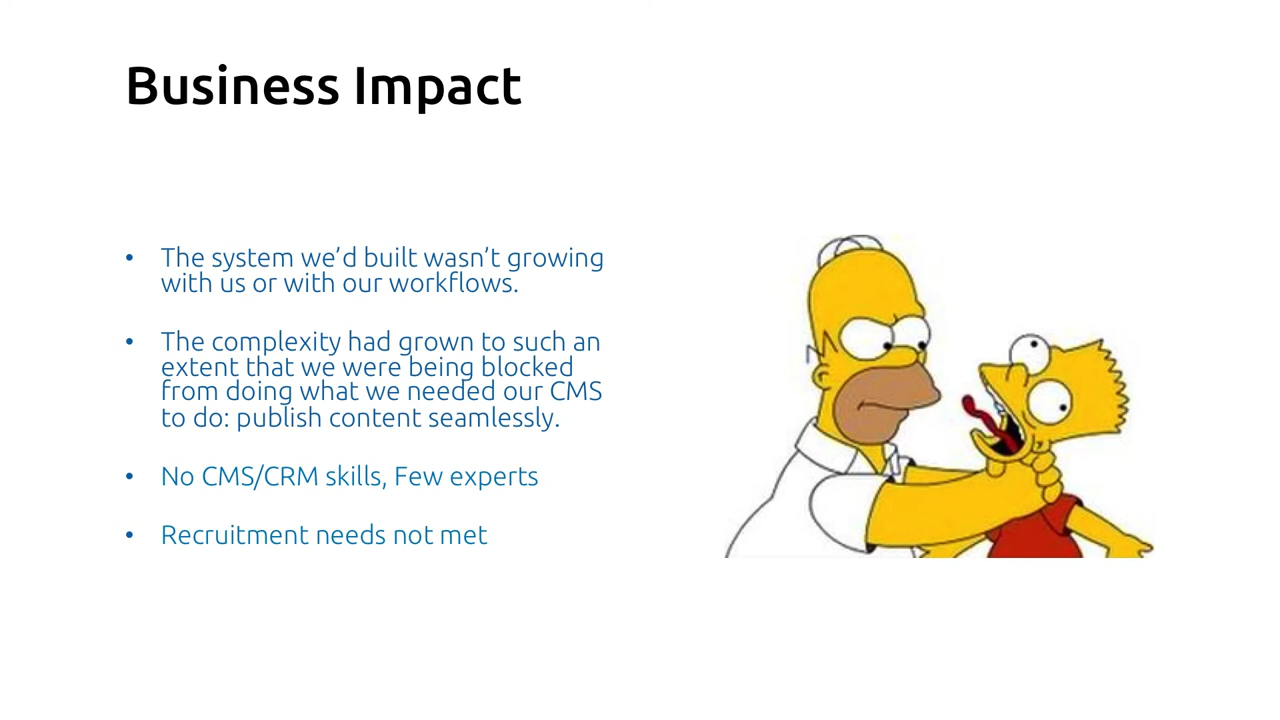 Business Impact
• The system we’d built wasn’t growing
with us or with our workflows.
• The complexity had grown to such an
extent that we were being blocked
from doing what we needed our CMS
to do: publish content seamlessly.
• No CMS/CRM skills, Few experts
• Recruitment needs not met